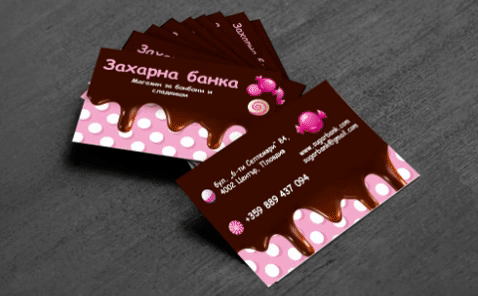 Захарна банка
Магазин за бонбони и
сладкиши
Захарна
бул. „6-ти Септември“ 84,
4002 Център, Пловдив
+359 889 437 094
www.sugarbank.com
sugarbank@gmail.com